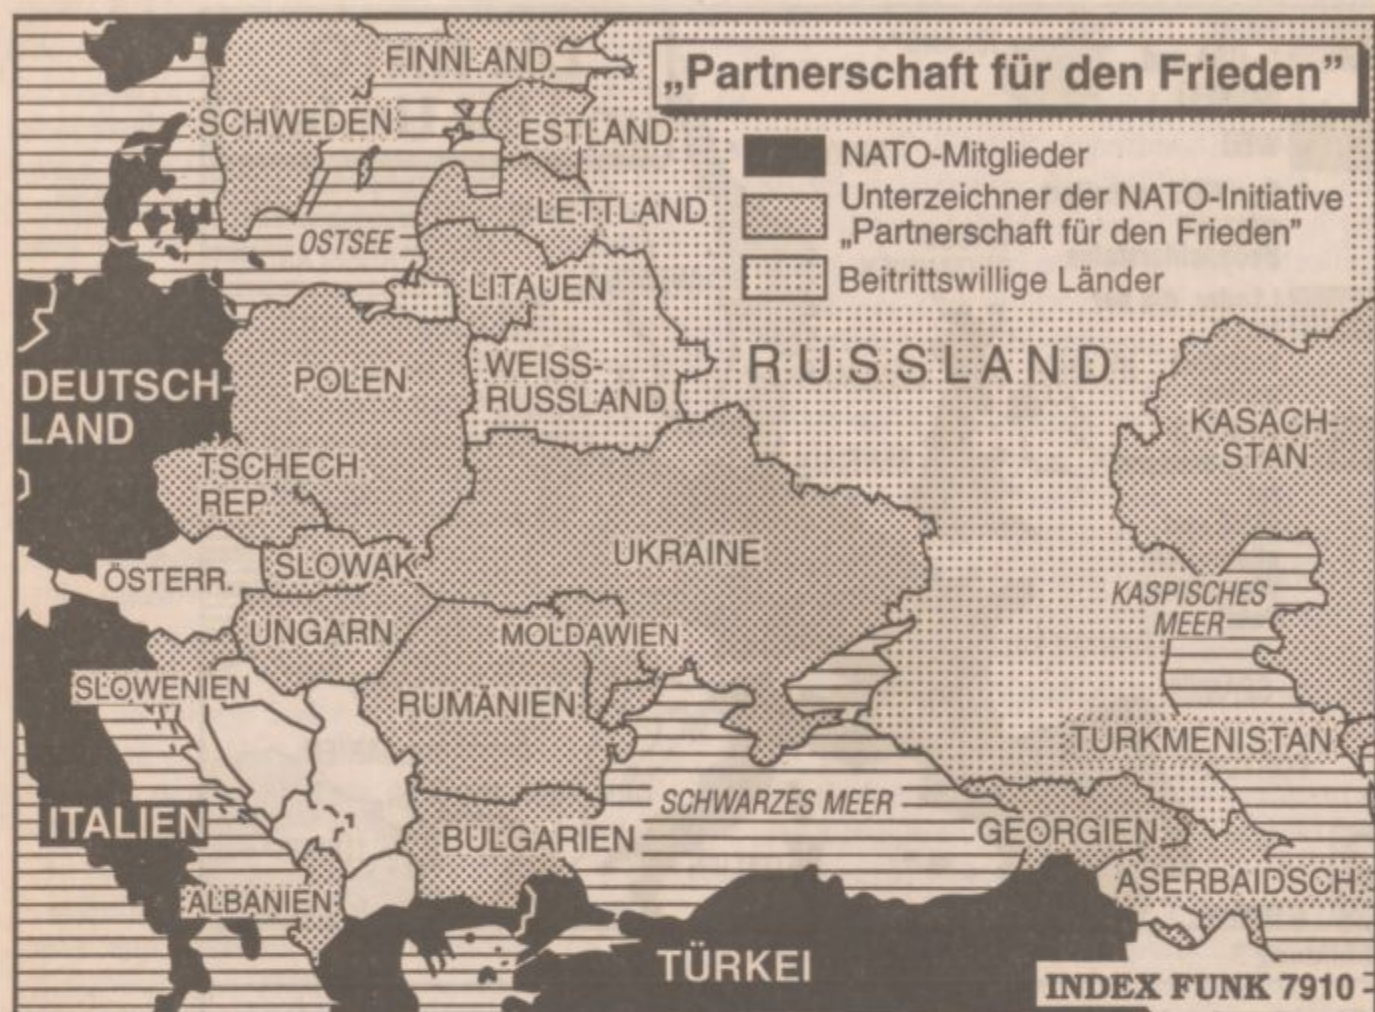 „Partnerschaft für den Frieden”
NATO-Mitglieder
Unterzeichner der NATO-Initiative
„Partnerschaft für den Frieden”
Beitrittswillige Länder
FINNLAND
SCHWEDEN
ESTLAND
LETTLAND
OSTSEE
LITAUEN
RUSSLAND
WEISS-
RUSSLAND
POLEN
DEUTSCH-
LAND
KASACH-
STAN
TSCHECH.
REP.
UKRAINE
SLOWAK
ÖSTERR.
KASPISCHES
MEER
UNGARN
MOLDAWIEN
SLOWENIEN
RUMÄNIEN
TURKMENISTAN
SCHWARZES MEER
ITALIEN
BULGARIEN
GEORGIEN
ASERBAIDSCH.
ALBANIEN
TÜRKEI
INDEX FUNK 7910